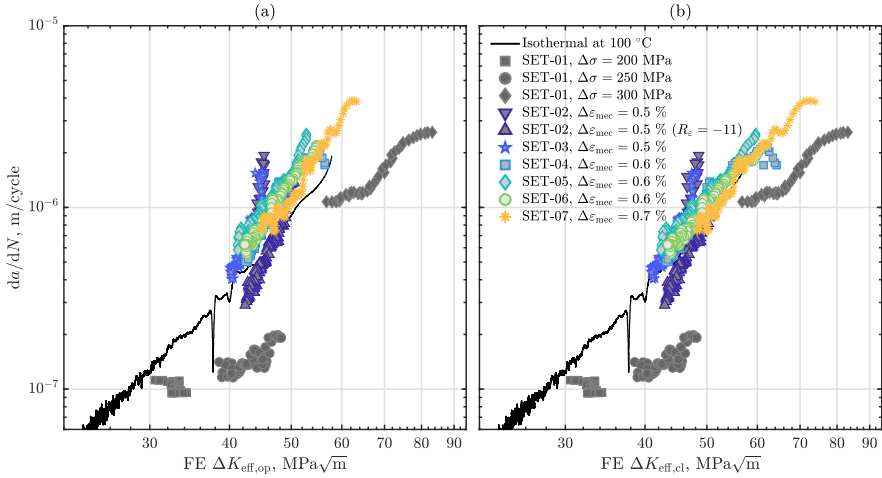 (a)
(b)
10⁻⁵
10⁻⁶
10⁻⁷
da/dN, m/cycle
Isothermal at 100 °C
SET-01, Δσ = 200 MPa
SET-01, Δσ = 250 MPa
SET-01, Δσ = 300 MPa
SET-02, Δε_mec = 0.5 %
SET-02, Δε_mec = 0.5 % (R_ε = −11)
SET-03, Δε_mec = 0.5 %
SET-04, Δε_mec = 0.6 %
SET-05, Δε_mec = 0.6 %
SET-06, Δε_mec = 0.6 %
SET-07, Δε_mec = 0.7 %
30 40 50 60 70 80 90
30 40 50 60 70 80 90
FE ΔK_eff,op, MPa√m
FE ΔK_eff,cl, MPa√m